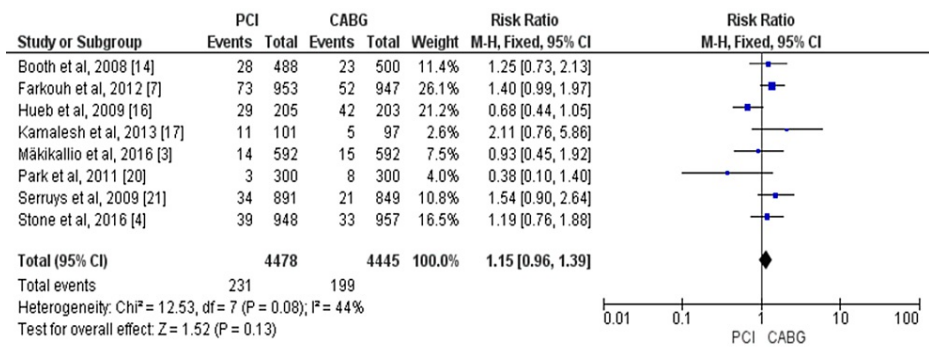 PCI CABG Risk Ratio Risk Ratio
Study or Subgroup Events Total Events Total Weight M-H, Fixed, 95% CI M-H, Fixed, 95% CI
Booth et al, 2008 [14] 28 488 23 500 11.4% 1.25 [0.73, 2.13]
Farkouh et al, 2012 [7] 73 953 52 947 26.1% 1.40 [0.99, 1.97]
Hueb et al, 2009 [16] 29 205 42 203 21.2% 0.68 [0.44, 1.05]
Kamalesh et al, 2013 [17] 11 101 5 97 2.6% 2.11 [0.76, 5.86]
Mäkikallio et al, 2016 [3] 14 592 15 592 7.5% 0.93 [0.45, 1.92]
Park et al, 2011 [20] 3 300 8 300 4.0% 0.38 [0.10, 1.40]
Serruys et al, 2009 [21] 34 891 21 849 10.8% 1.54 [0.90, 2.64]
Stone et al, 2016 [4] 39 948 33 957 16.5% 1.19 [0.76, 1.88]
Total (95% CI) 4478 4445 100.0% 1.15 [0.96, 1.39]
Total events 231 199
Heterogeneity: Chi² = 12.53, df = 7 (P = 0.08); I² = 44%
Test for overall effect: Z = 1.52 (P = 0.13)
0.01 0.1 1 10 100
PCI CABG